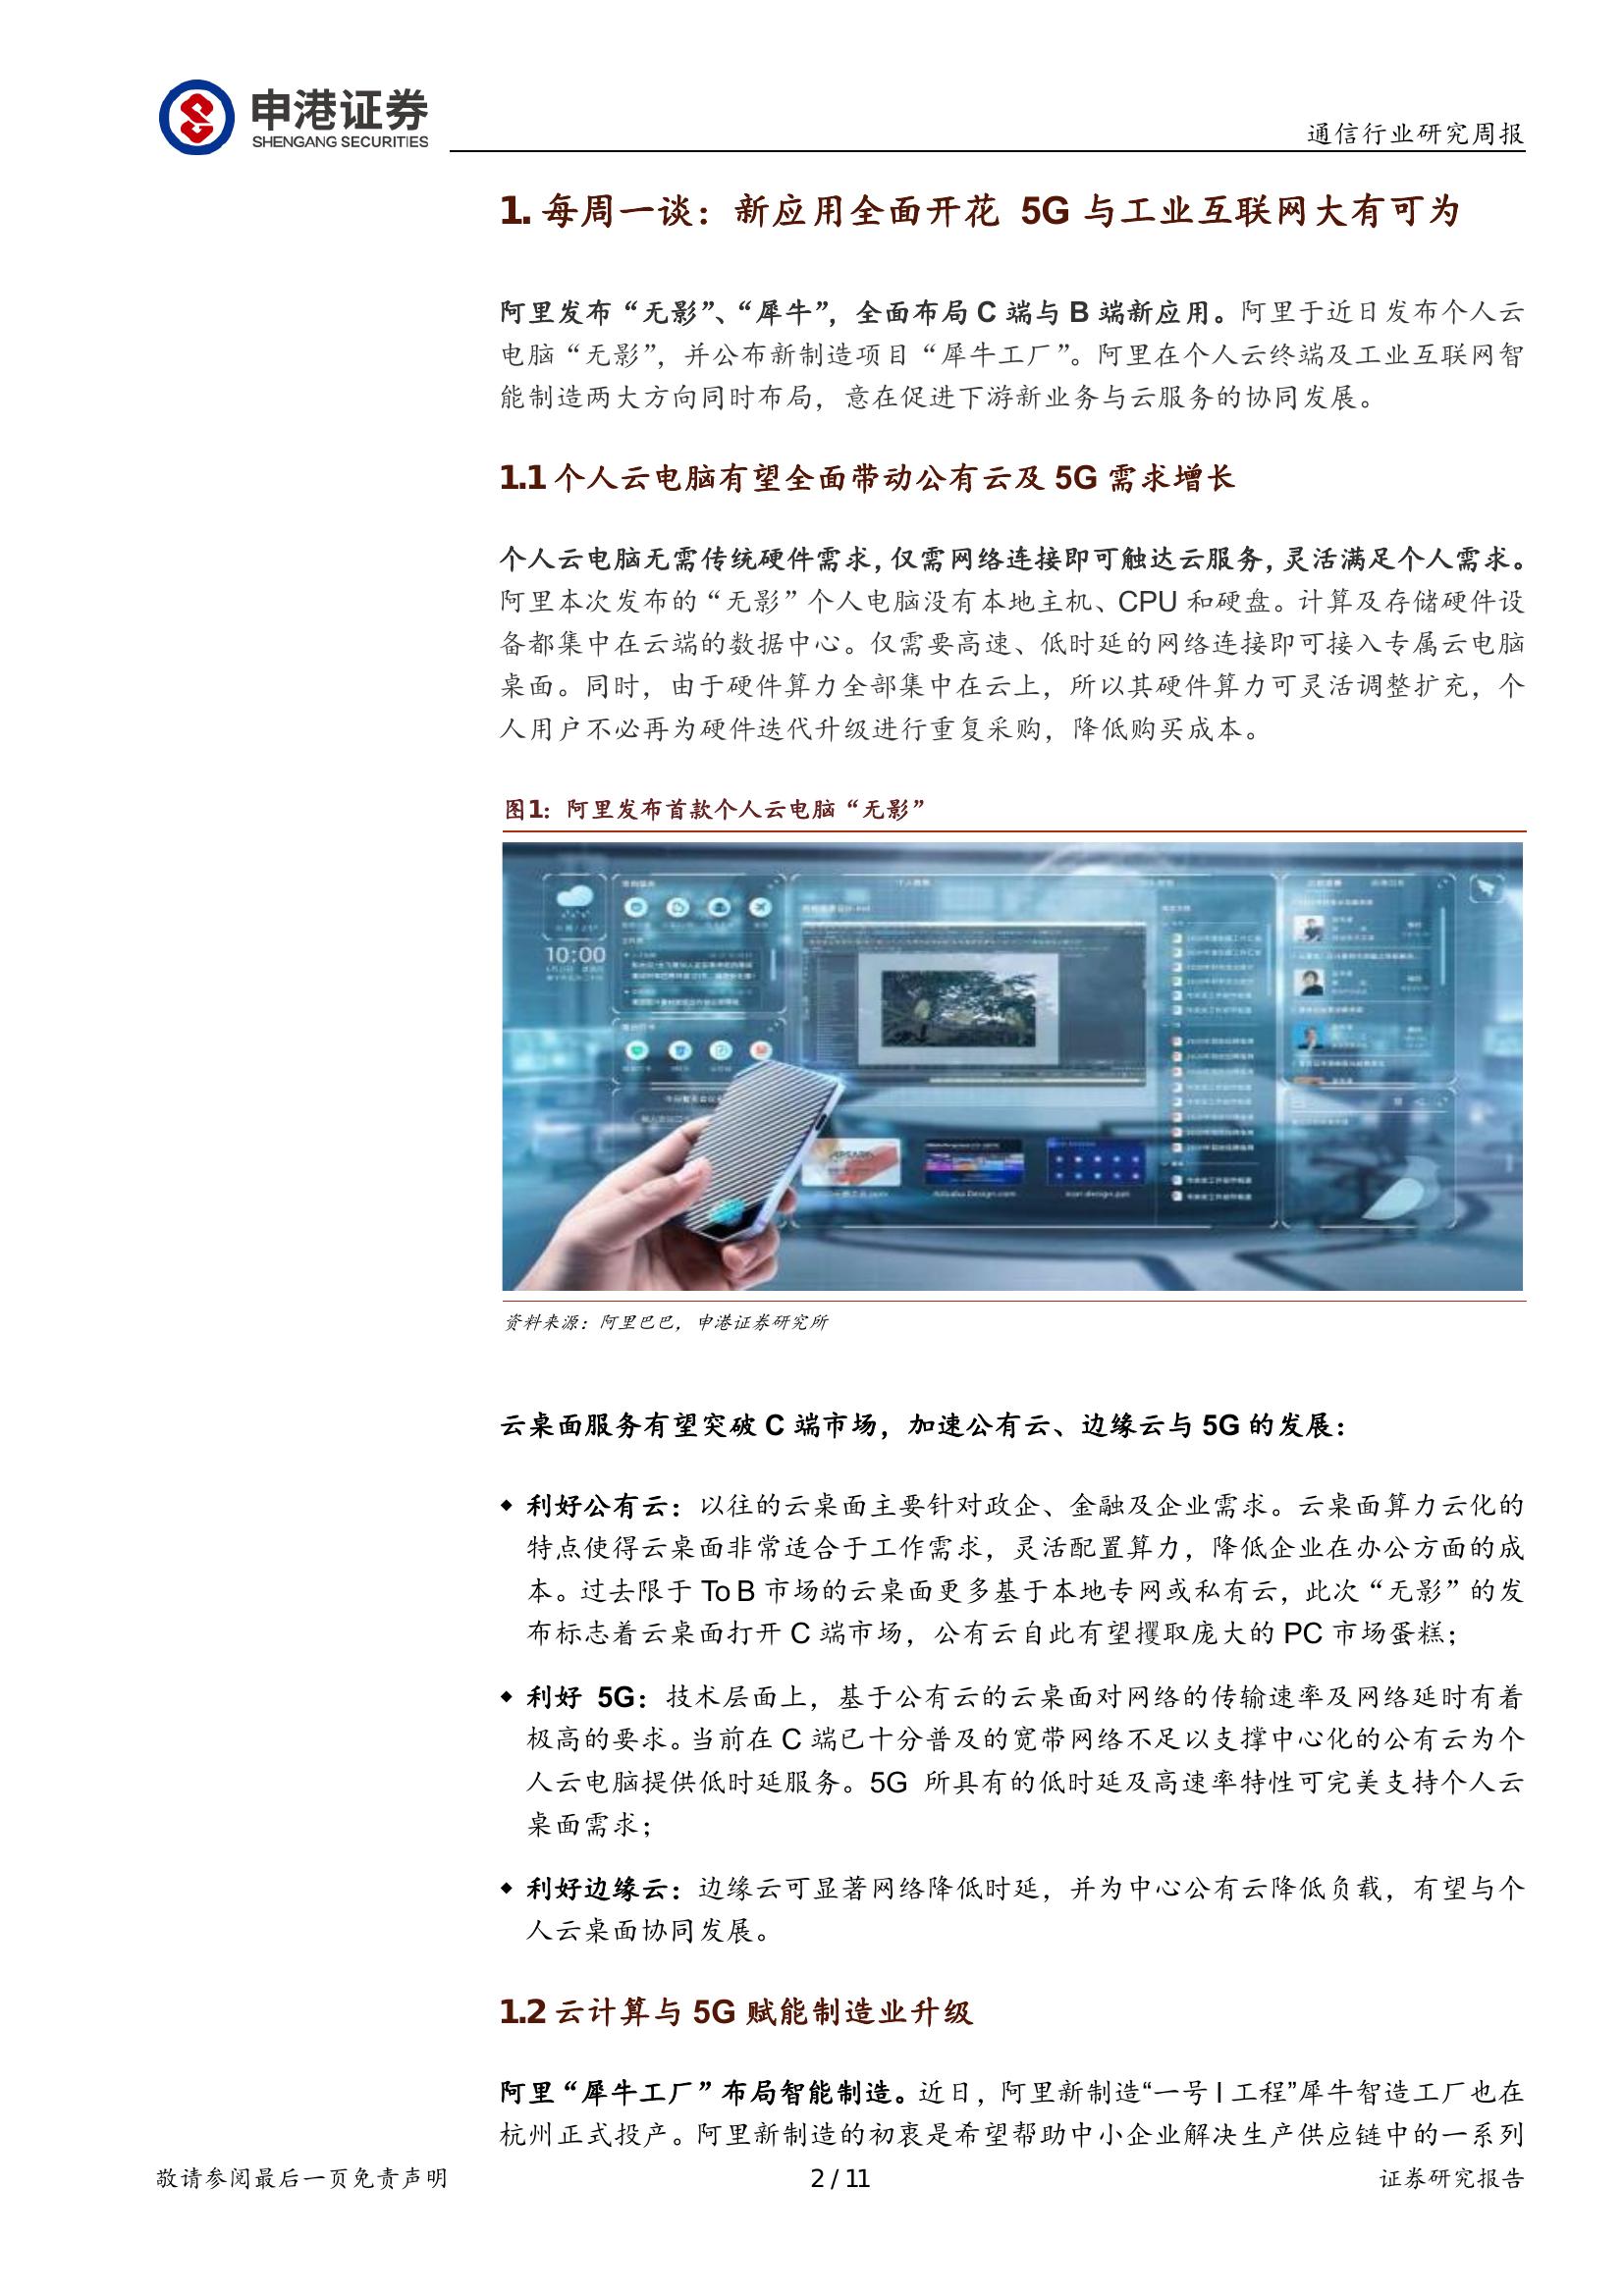 申港证券
SHENGANG SECURITIES
通信行业研究周报
1. 每周一谈：新应用全面开花 5G 与工业互联网大有可为
阿里发布“无影”、“犀牛”，全面布局 C 端与 B 端新应用。阿里于近日发布个人云
电脑“无影”，并公布新制造项目“犀牛工厂”。阿里在个人云终端及工业互联网智
能制造两大方向同时布局，意在促进下游新业务与云服务的协同发展。
1.1 个人云电脑有望全面带动公有云及 5G 需求增长
个人云电脑无需传统硬件需求，仅需网络连接即可触达云服务，灵活满足个人需求。
阿里本次发布的“无影”个人电脑没有本地主机、CPU 和硬盘。计算及存储硬件设
备都集中在云端的数据中心。仅需要高速、低时延的网络连接即可接入专属云电脑
桌面。同时，由于硬件算力全部集中在云上，所以其硬件算力可灵活调整扩充，个
人用户不必再为硬件迭代升级进行重复采购，降低购买成本。
图1：阿里发布首款个人云电脑“无影”
10:00
Alibaba Design.com
icon design.ppt
资料来源：阿里巴巴，申港证券研究所
云桌面服务有望突破 C 端市场，加速公有云、边缘云与 5G 的发展：
◆ 利好公有云：以往的云桌面主要针对政企、金融及企业需求。云桌面算力云化的
特点使得云桌面非常适合于工作需求，灵活配置算力，降低企业在办公方面的成
本。过去限于 To B 市场的云桌面更多基于本地专网或私有云，此次“无影”的发
布标志着云桌面打开 C 端市场，公有云自此有望攫取庞大的 PC 市场蛋糕；
◆ 利好 5G：技术层面上，基于公有云的云桌面对网络的传输速率及网络延时有着
极高的要求。当前在 C 端已十分普及的宽带网络不足以支撑中心化的公有云为个
人云电脑提供低时延服务。5G 所具有的低时延及高速率特性可完美支持个人云
桌面需求；
◆ 利好边缘云：边缘云可显著网络降低时延，并为中心公有云降低负载，有望与个
人云桌面协同发展。
1.2 云计算与 5G 赋能制造业升级
阿里“犀牛工厂”布局智能制造。近日，阿里新制造“一号 I 工程”犀牛智造工厂也在
杭州正式投产。阿里新制造的初衷是希望帮助中小企业解决生产供应链中的一系列
敬请参阅最后一页免责声明
2 / 11
证券研究报告